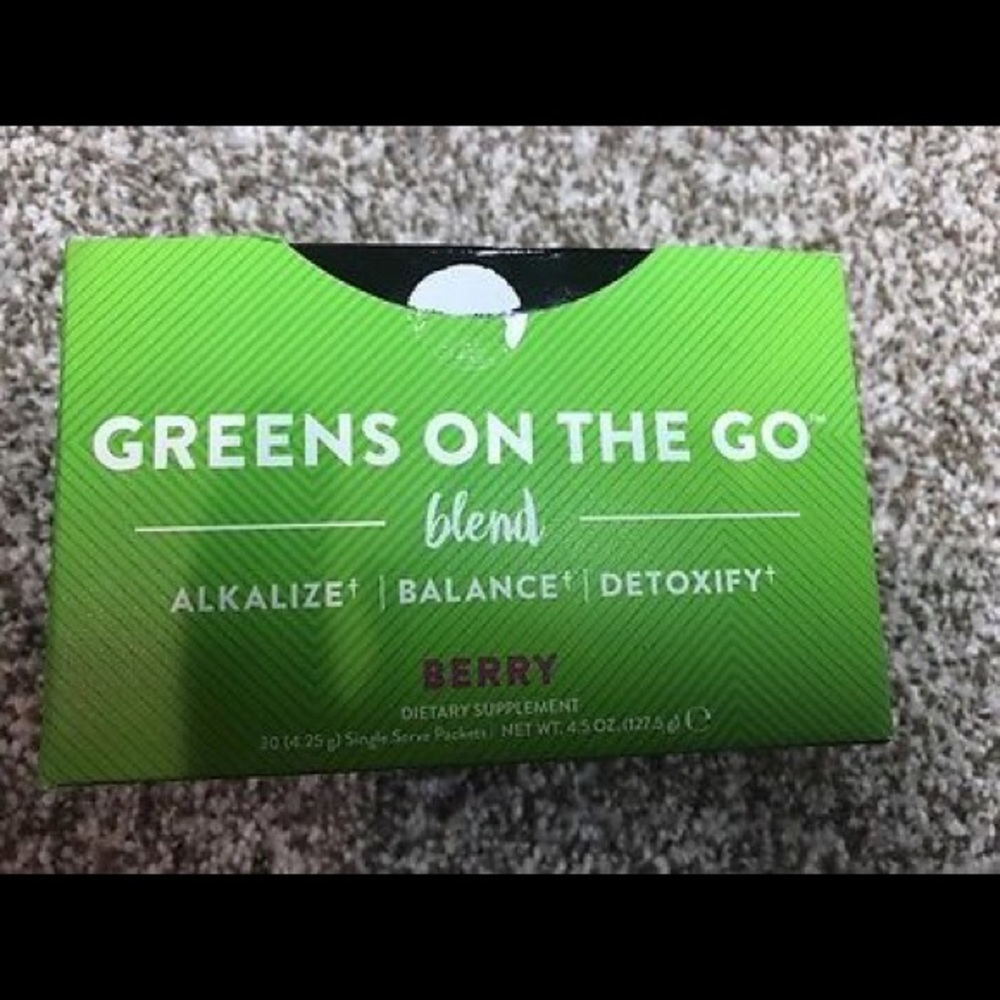 GREENS ON THE GO™
blend
ALKALIZE† | BALANCE† | DETOXIFY†
BERRY
DIETARY SUPPLEMENT
30 (4.25 g) Single Serve Packets | NET WT. 4.5 OZ. (127.5 g) ℮